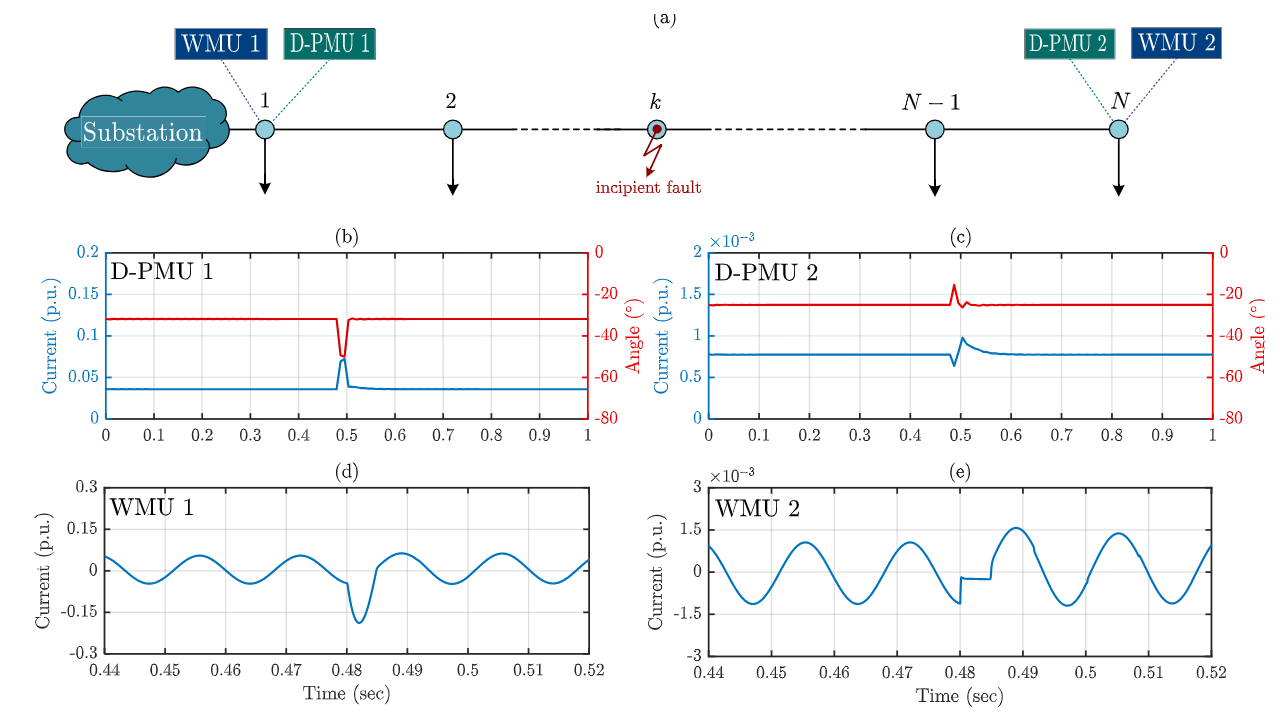 (a)
WMU 1
D-PMU 1
D-PMU 2
WMU 2
1
2
k
N − 1
N
Substation
incipient fault
(b)
D-PMU 1
Current (p.u.)
0.2
0.15
0.1
0.05
0
0
-20
-40
-60
-80
Angle (°)
0 0.1 0.2 0.3 0.4 0.5 0.6 0.7 0.8 0.9 1
(c)
×10⁻³
D-PMU 2
Current (p.u.)
2
1.5
1
0.5
0
0
-20
-40
-60
-80
Angle (°)
0 0.1 0.2 0.3 0.4 0.5 0.6 0.7 0.8 0.9 1
(d)
WMU 1
Current (p.u.)
0.3
0.15
0
-0.15
-0.3
0.44 0.45 0.46 0.47 0.48 0.49 0.5 0.51 0.52
Time (sec)
(e)
×10⁻³
WMU 2
Current (p.u.)
3
1.5
0
-1.5
-3
0.44 0.45 0.46 0.47 0.48 0.49 0.5 0.51 0.52
Time (sec)